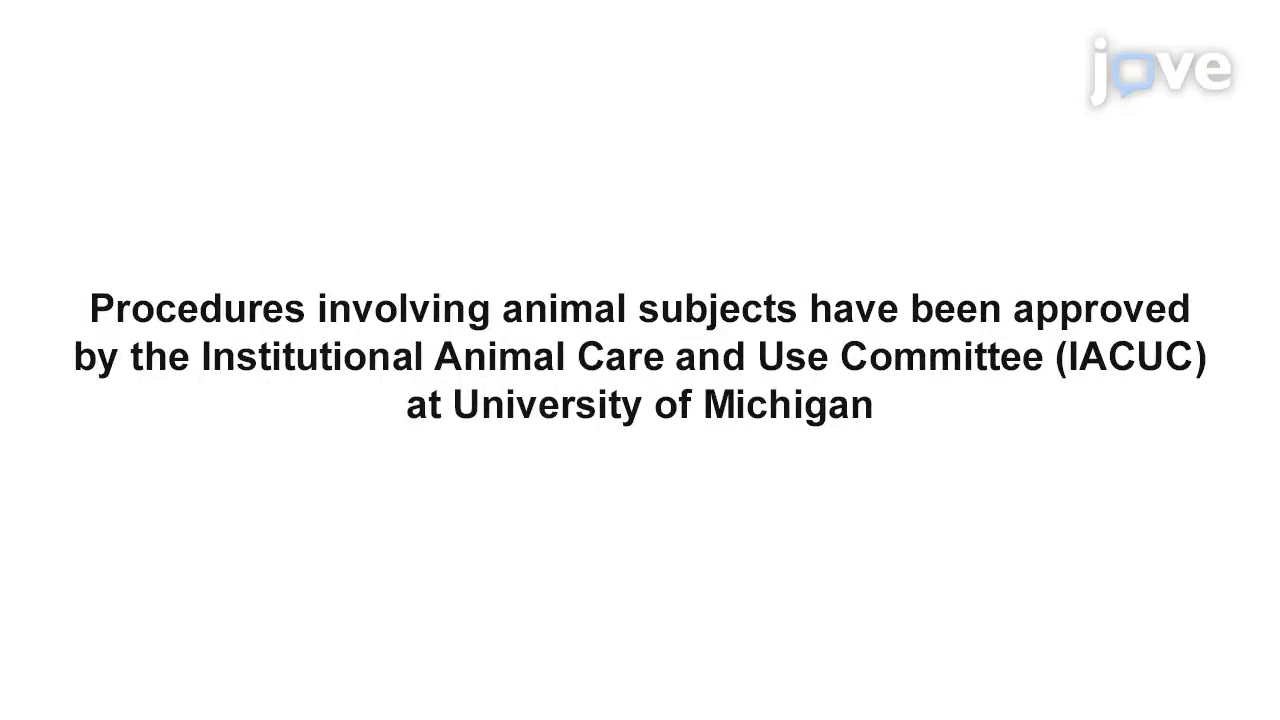 jove
Procedures involving animal subjects have been approved
by the Institutional Animal Care and Use Committee (IACUC)
at University of Michigan